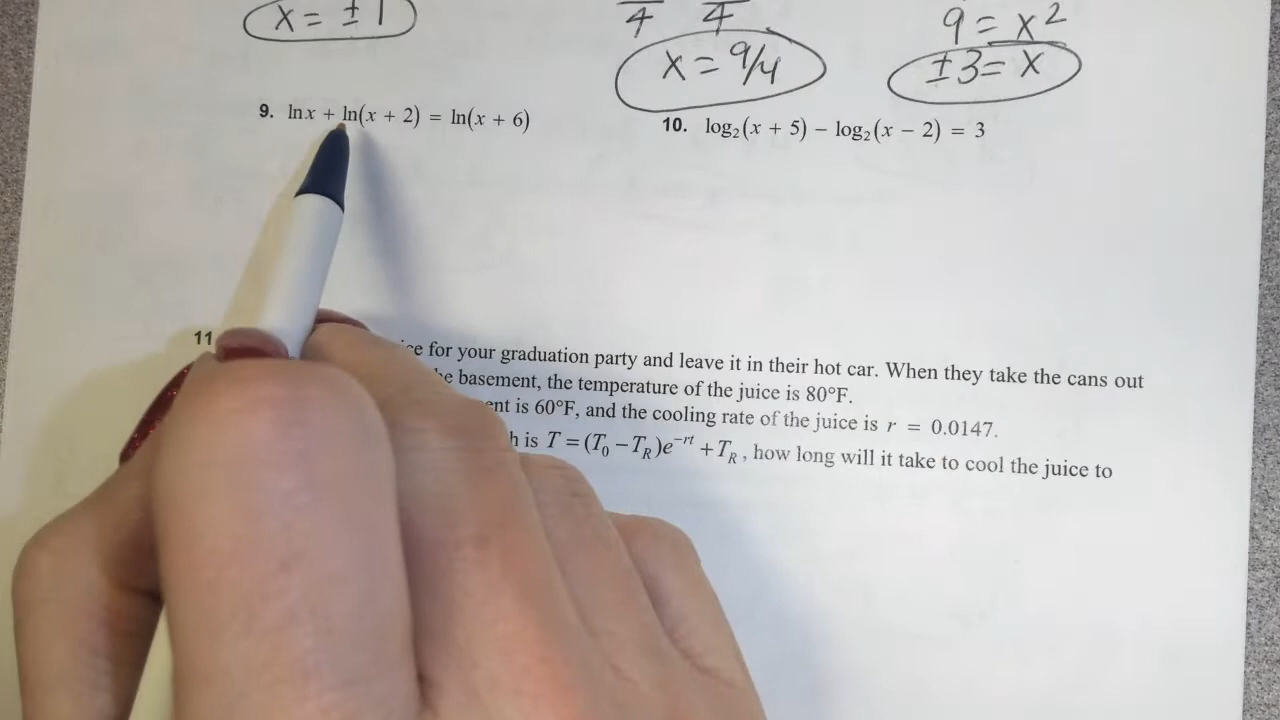 x = ± 1
4 4
x = 9/4
9 = x²
±3 = x
9. ln x + ln(x + 2) = ln(x + 6)
10. log₂(x + 5) − log₂(x − 2) = 3
11 for your graduation party and leave it in their hot car. When they take the cans out
basement, the temperature of the juice is 80°F.
is 60°F, and the cooling rate of the juice is r = 0.0147.
is T = (T₀ − T_R)e^−rt + T_R, how long will it take to cool the juice to